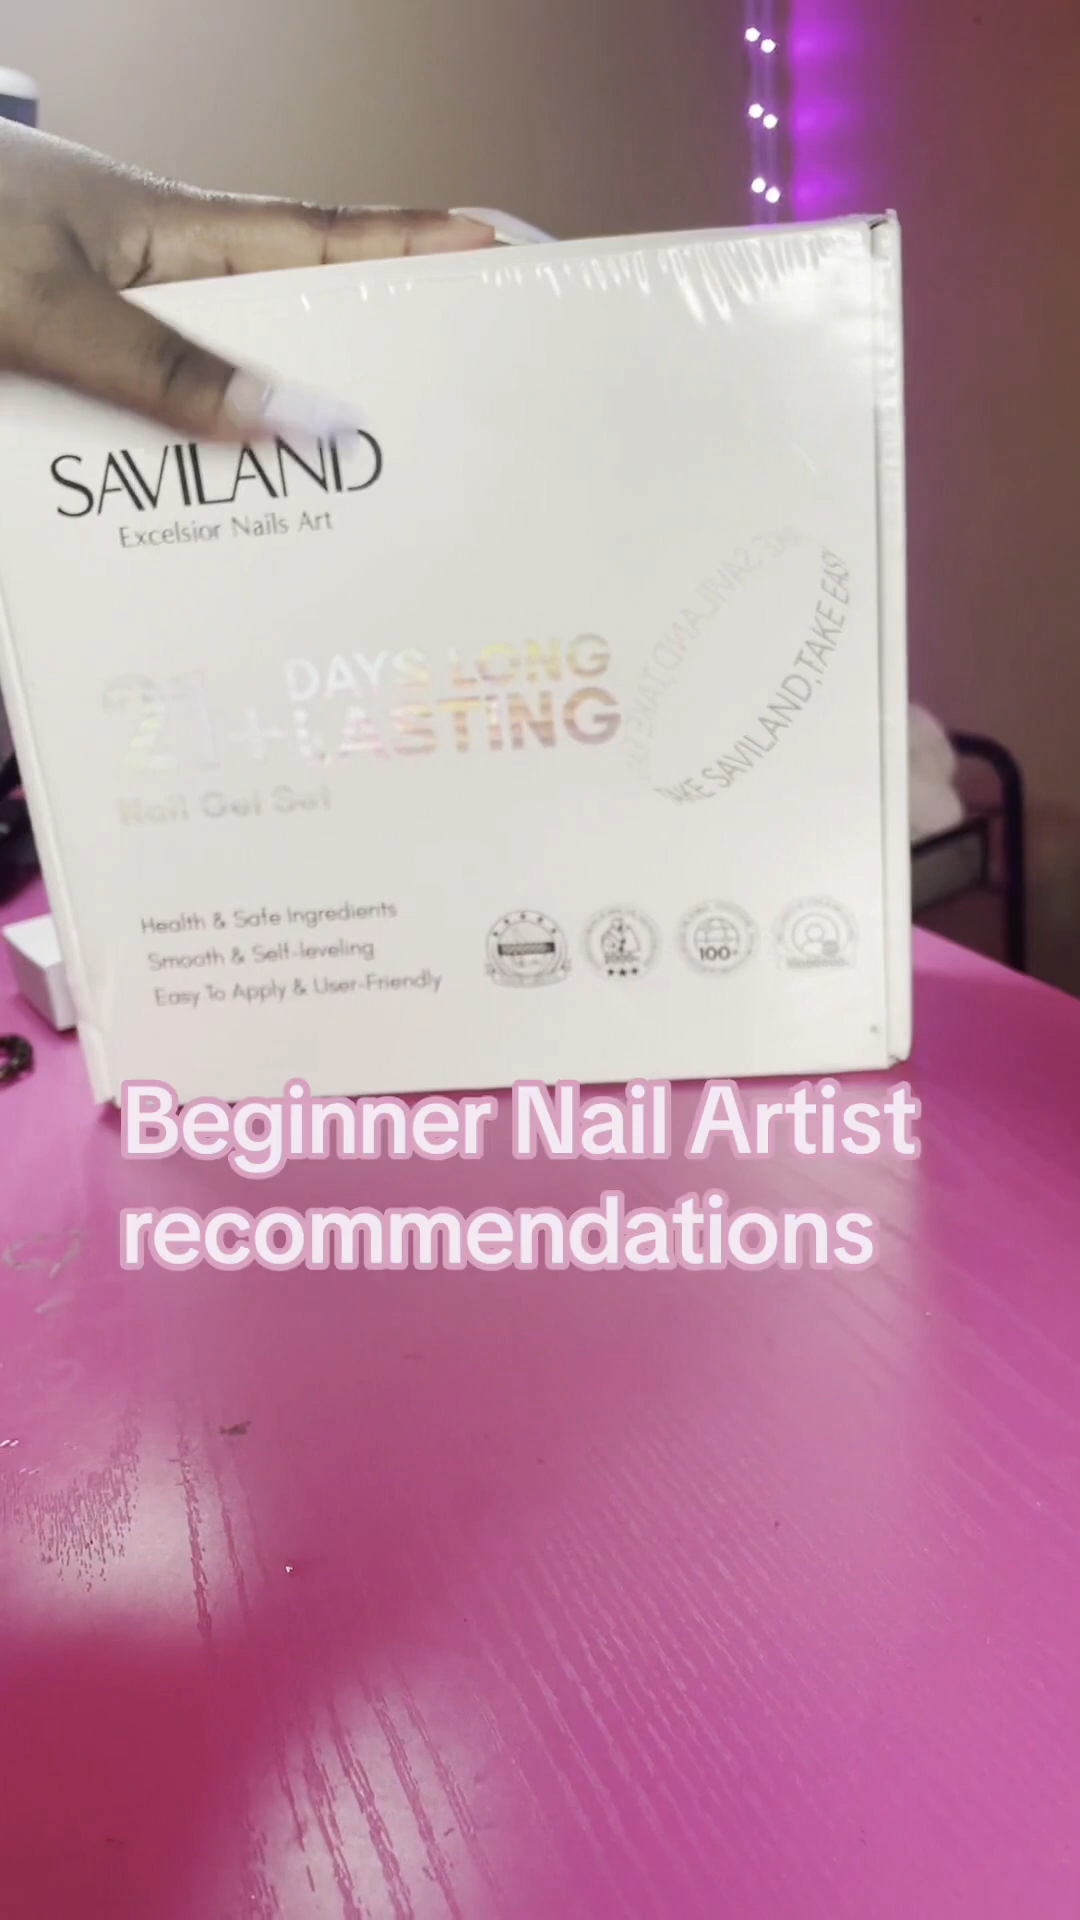 SAVILAND
Excelsior Nails Art
21+ DAYS LONG
LASTING
Nail Gel Set
TAKE SAVILAND,TAKE EASY
Health & Safe Ingredients
Smooth & Self-leveling
Easy To Apply & User-Friendly
100+
Beginner Nail Artist
recommendations